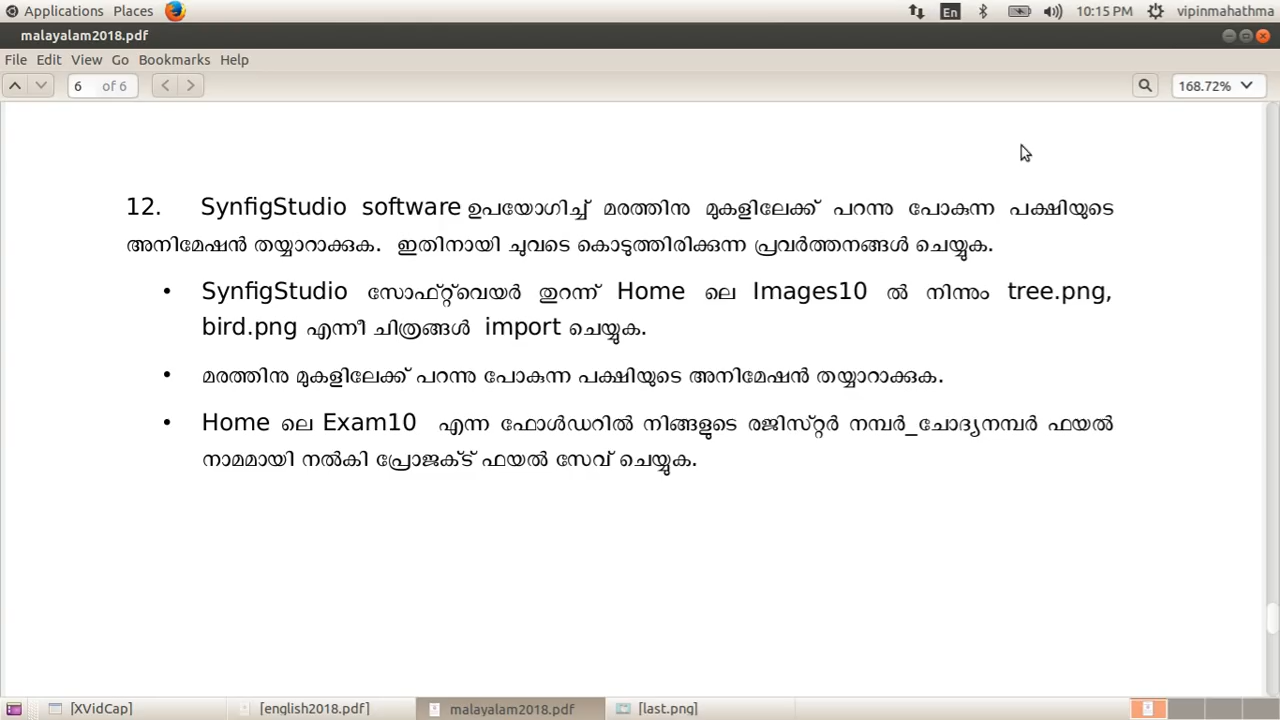 Applications Places En 10:15 PM vipinmahathma
malayalam2018.pdf
File Edit View Go Bookmarks Help
6 of 6 168.72%
12. SynfigStudio software ഉപയോഗിച്ച് മരത്തിനു മുകളിലേക്ക് പറന്നു പോകുന്ന പക്ഷിയുടെ
അനിമേഷൻ തയ്യാറാക്കുക. ഇതിനായി ചുവടെ കൊടുത്തിരിക്കുന്ന പ്രവർത്തനങ്ങൾ ചെയ്യുക.
• SynfigStudio സോഫ്റ്റ്‌വെയർ തുറന്ന് Home ലെ Images10 ൽ നിന്നും tree.png,
bird.png എന്നീ ചിത്രങ്ങൾ import ചെയ്യുക.
• മരത്തിനു മുകളിലേക്ക് പറന്നു പോകുന്ന പക്ഷിയുടെ അനിമേഷൻ തയ്യാറാക്കുക.
• Home ലെ Exam10 എന്ന ഫോൾഡറിൽ നിങ്ങളുടെ രജിസ്റ്റർ നമ്പർ_ചോദ്യനമ്പർ ഫയൽ
നാമമായി നൽകി പ്രോജക്ട് ഫയൽ സേവ് ചെയ്യുക.
[XVidCap] [english2018.pdf] malayalam2018.pdf [last.png]